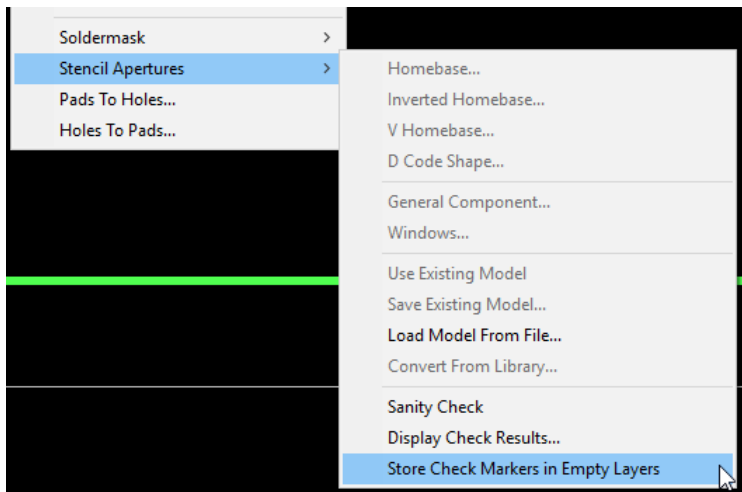 Soldermask
Stencil Apertures
Pads To Holes...
Holes To Pads...
Homebase...
Inverted Homebase...
V Homebase...
D Code Shape...
General Component...
Windows...
Use Existing Model
Save Existing Model...
Load Model From File...
Convert From Library...
Sanity Check
Display Check Results...
Store Check Markers in Empty Layers